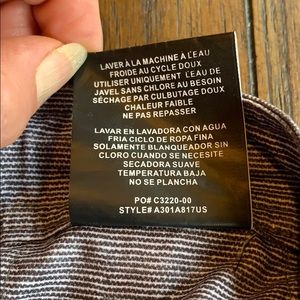 LAVER À LA MACHINE A L'EAU
FROIDE AU CYCLE DOUX
UTILISER UNIQUEMENT L'EAU DE
JAVEL SANS CHLORE AU BESOIN
SÉCHAGE PAR CULBUTAGE DOUX
CHALEUR FAIBLE
NE PAS REPASSER
LAVAR EN LAVADORA CON AGUA
FRIA CICLO DE ROPA FINA
SOLAMENTE BLANQUEADOR SIN
CLORO CUANDO SE NECESITE
SECADORA SUAVE
TEMPERATURA BAJA
NO SE PLANCHA
PO# C3220-00
STYLE# A301A817US